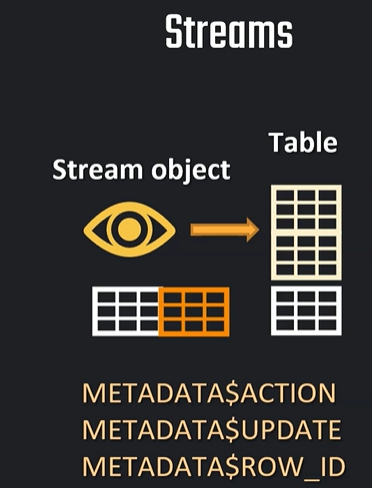 Streams
Table
Stream object
METADATA$ACTION
METADATA$UPDATE
METADATA$ROW_ID